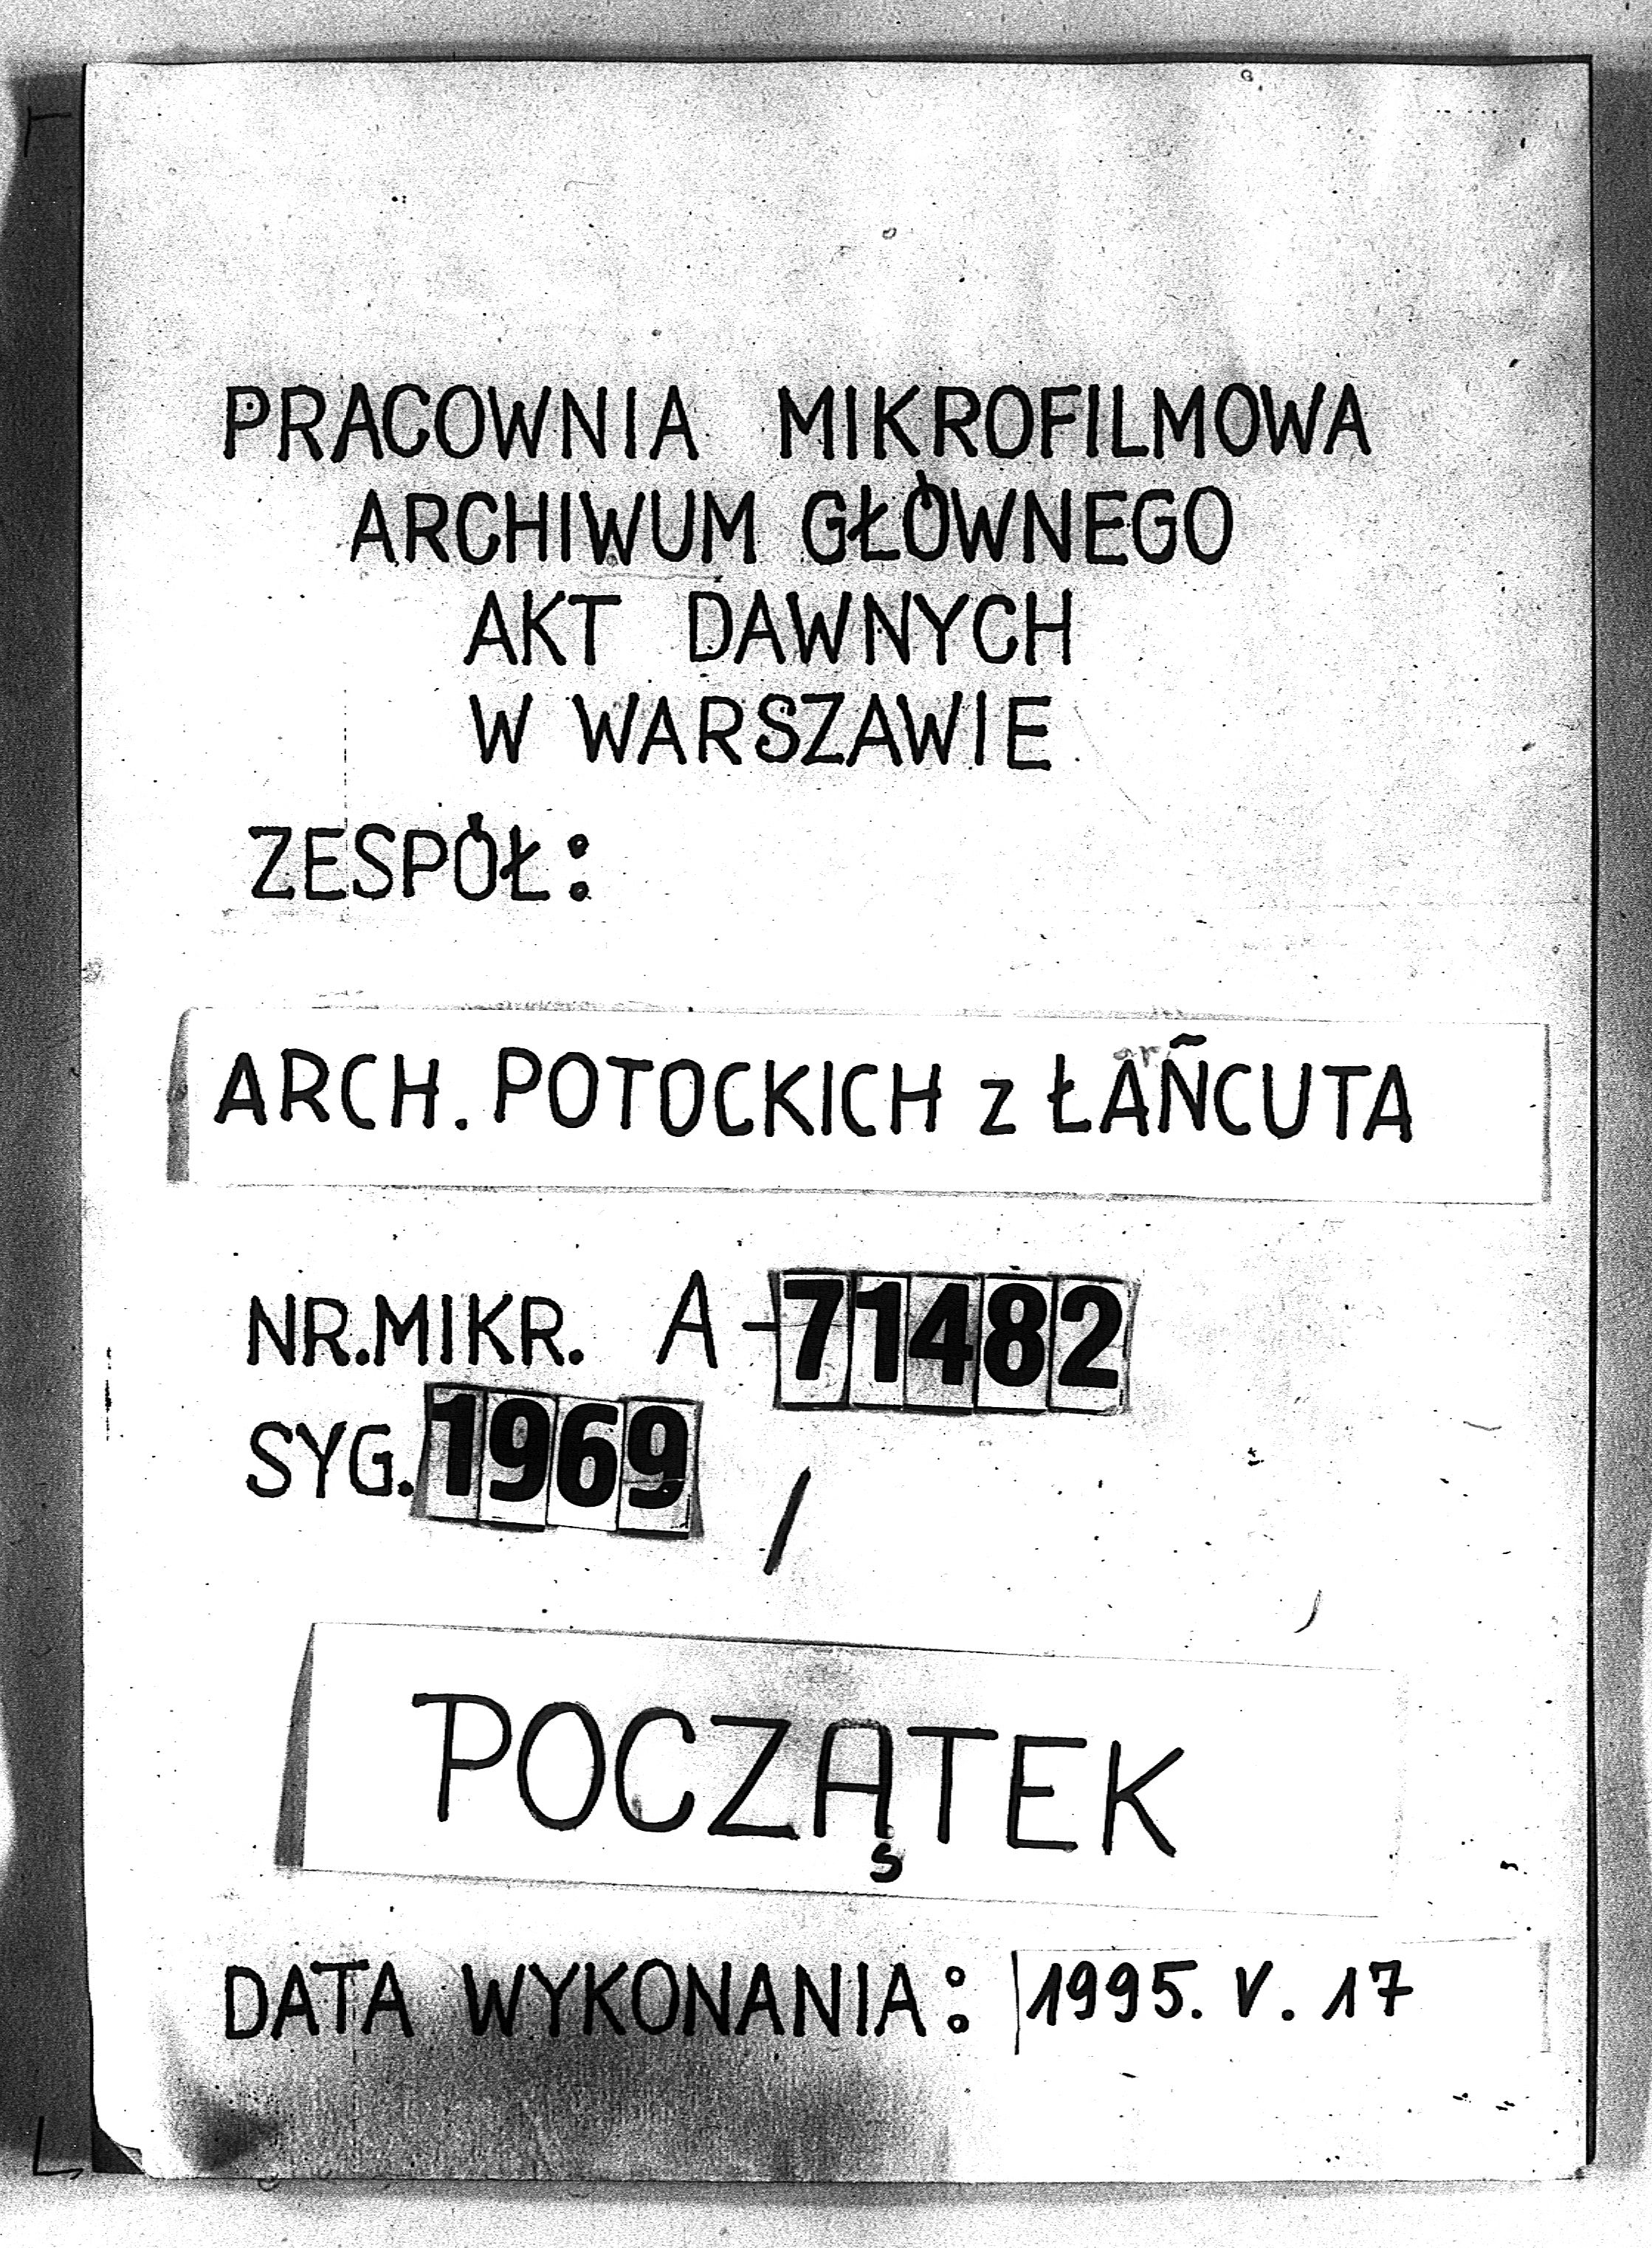 PRACOWNIA MIKROFILMOWA
ARCHIWUM GŁÓWNEGO
AKT DAWNYCH
W WARSZAWIE
ZESPÓŁ:
ARCH. POTOCKICH z ŁAŃCUTA
NR. MIKR. A-71482
SYG. 1969 /
POCZĄTEK
DATA WYKONANIA: 1995. V. 17